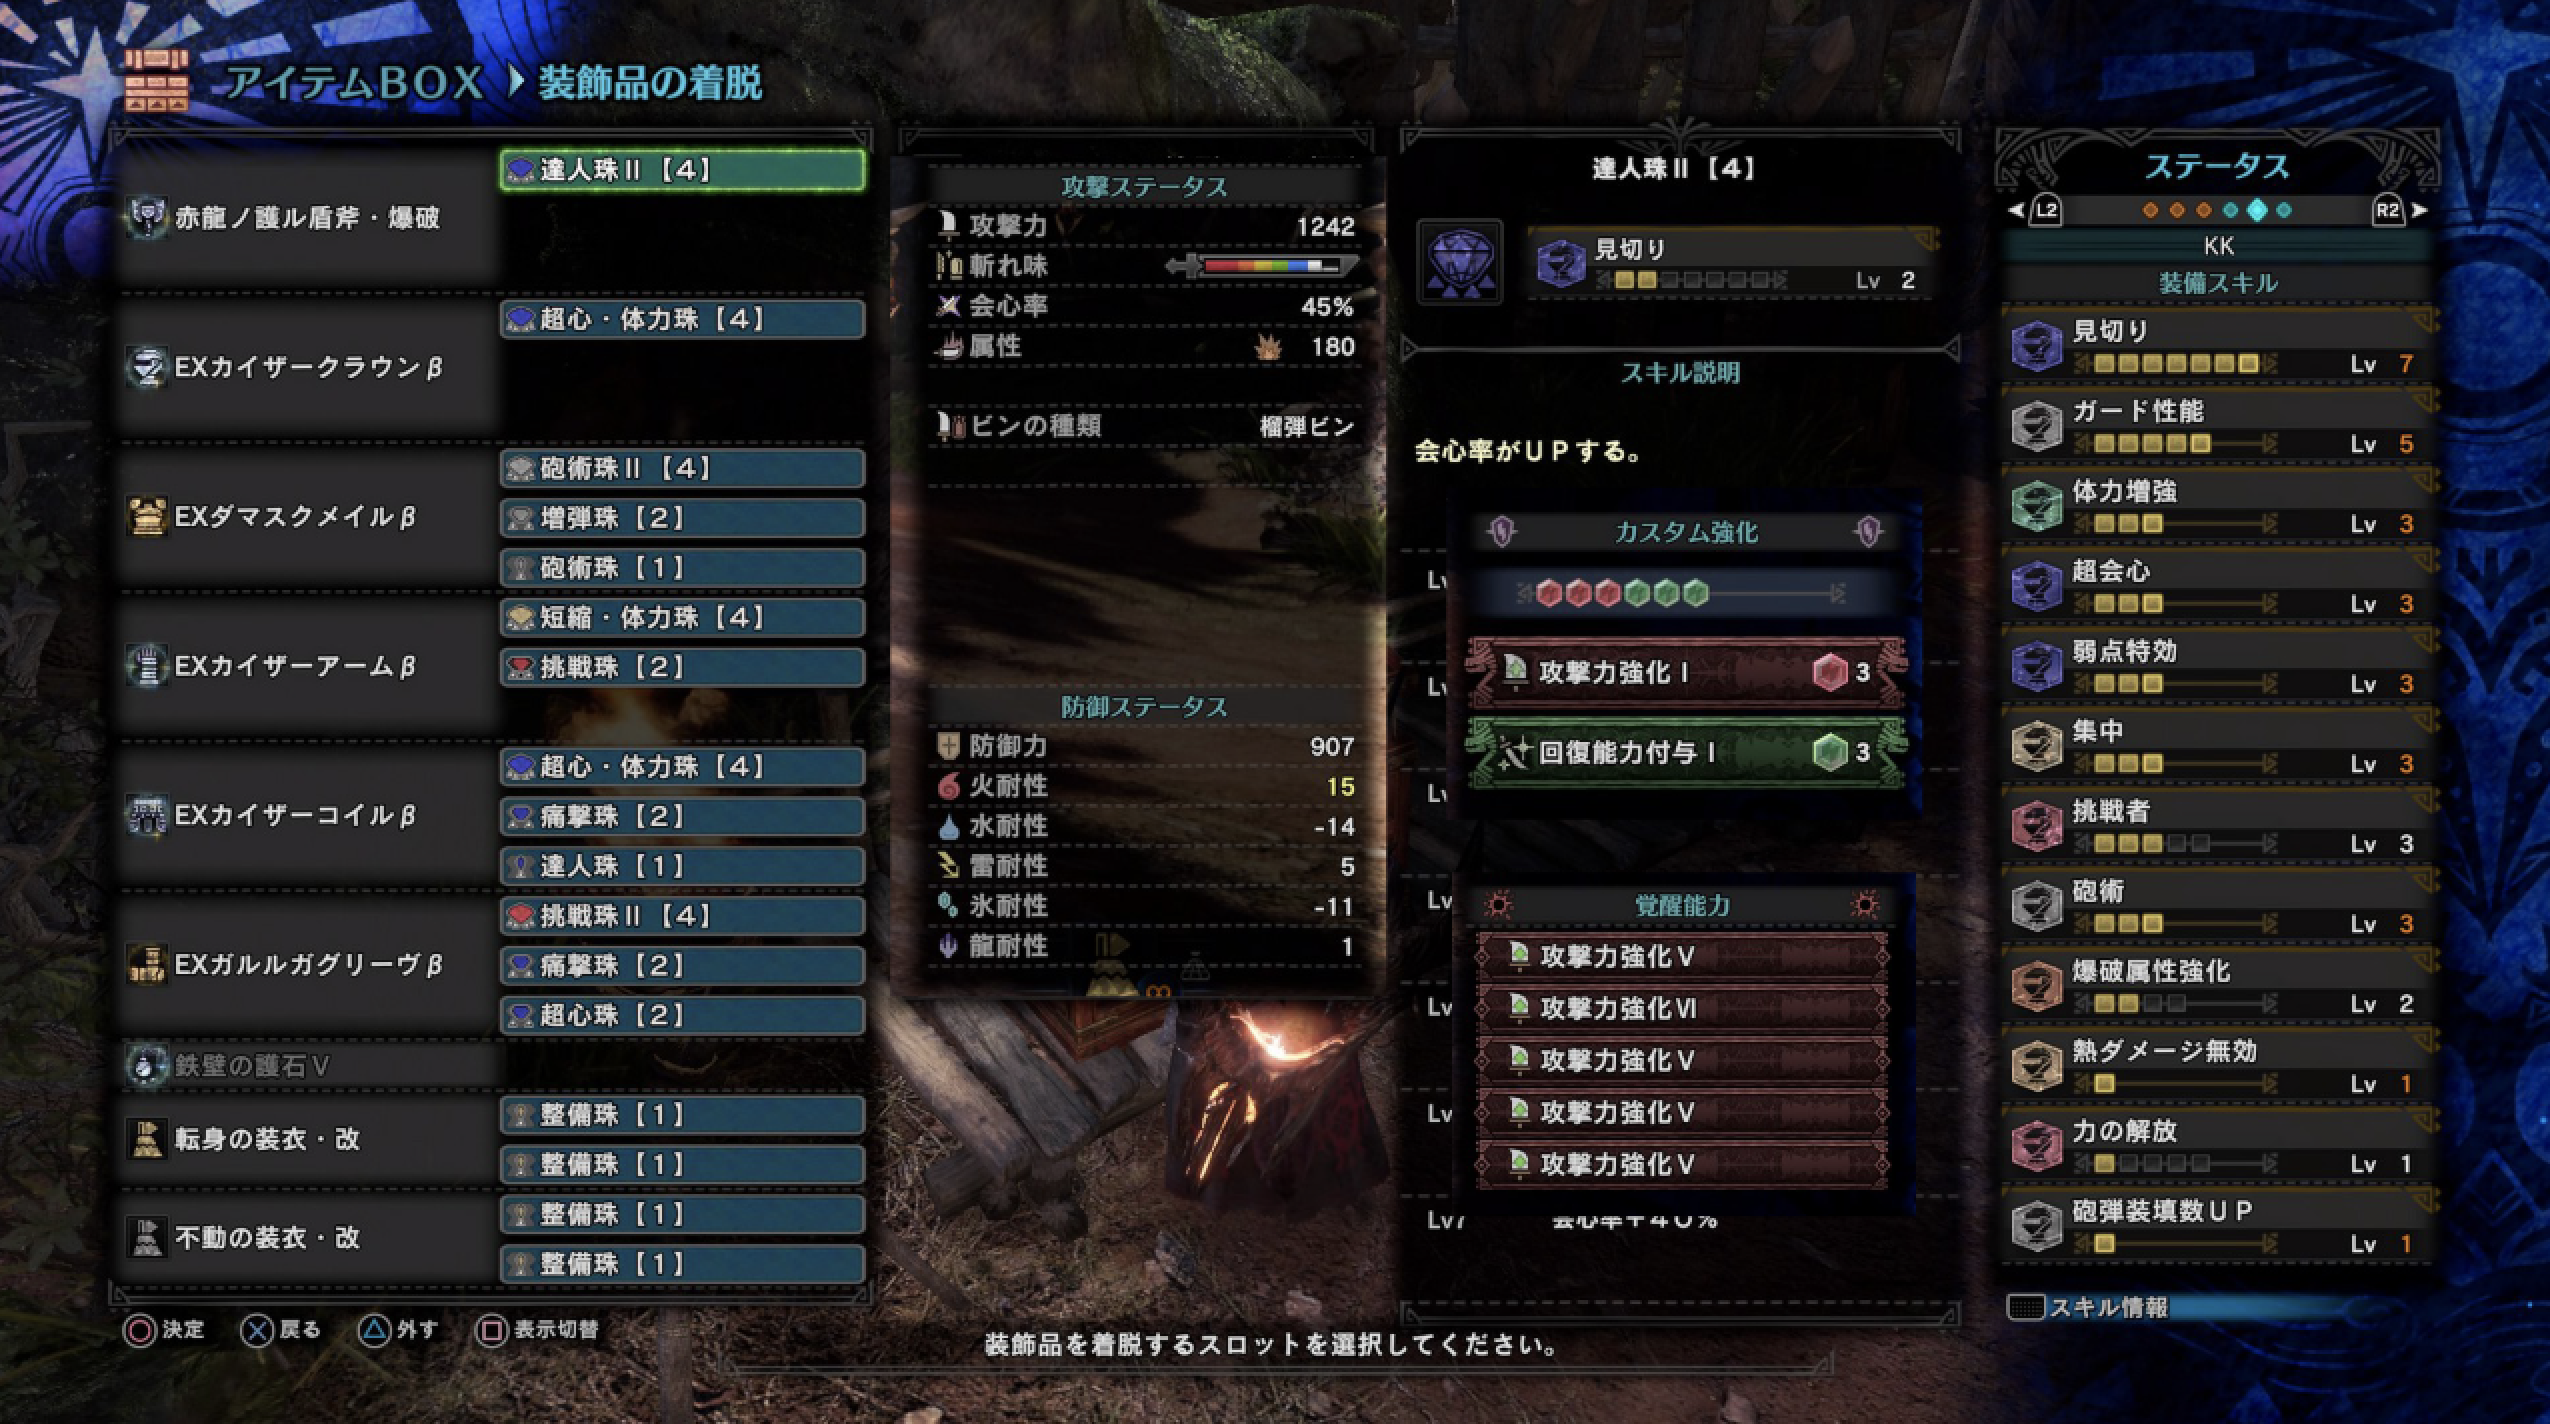 アイテムBOX 装飾品の着脱
赤龍ノ護ル盾斧・爆破
達人珠Ⅱ【4】
EXカイザークラウンβ
超心・体力珠【4】
EXダマスクメイルβ
砲術珠Ⅱ【4】
増弾珠【2】
砲術珠【1】
EXカイザーアームβ
短縮・体力珠【4】
挑戦珠【2】
EXカイザーコイルβ
超心・体力珠【4】
痛撃珠【2】
達人珠【1】
EXガルルガグリーヴβ
挑戦珠Ⅱ【4】
痛撃珠【2】
超心珠【2】
鉄壁の護石Ⅴ
転身の装衣・改
整備珠【1】
整備珠【1】
不動の装衣・改
整備珠【1】
整備珠【1】
決定 戻る 外す 表示切替
攻撃ステータス
攻撃力 1242
斬れ味
会心率 45%
属性 180
ビンの種類 榴弾ビン
防御ステータス
防御力 907
火耐性 15
水耐性 -14
雷耐性 5
氷耐性 -11
龍耐性 1
達人珠Ⅱ【4】
見切り
Lv 2
スキル説明
会心率がUPする。
カスタム強化
攻撃力強化Ⅰ 3
回復能力付与Ⅰ 3
覚醒能力
攻撃力強化Ⅴ
攻撃力強化Ⅵ
攻撃力強化Ⅴ
攻撃力強化Ⅴ
攻撃力強化Ⅴ
Lv
Lv
Lv
Lv
Lv
Lv
Lv7 会心率+40%
装飾品を着脱するスロットを選択してください。
ステータス
L2 R2
KK
装備スキル
見切り
Lv 7
ガード性能
Lv 5
体力増強
Lv 3
超会心
Lv 3
弱点特効
Lv 3
集中
Lv 3
挑戦者
Lv 3
砲術
Lv 3
爆破属性強化
Lv 2
熱ダメージ無効
Lv 1
力の解放
Lv 1
砲弾装填数UP
Lv 1
スキル情報